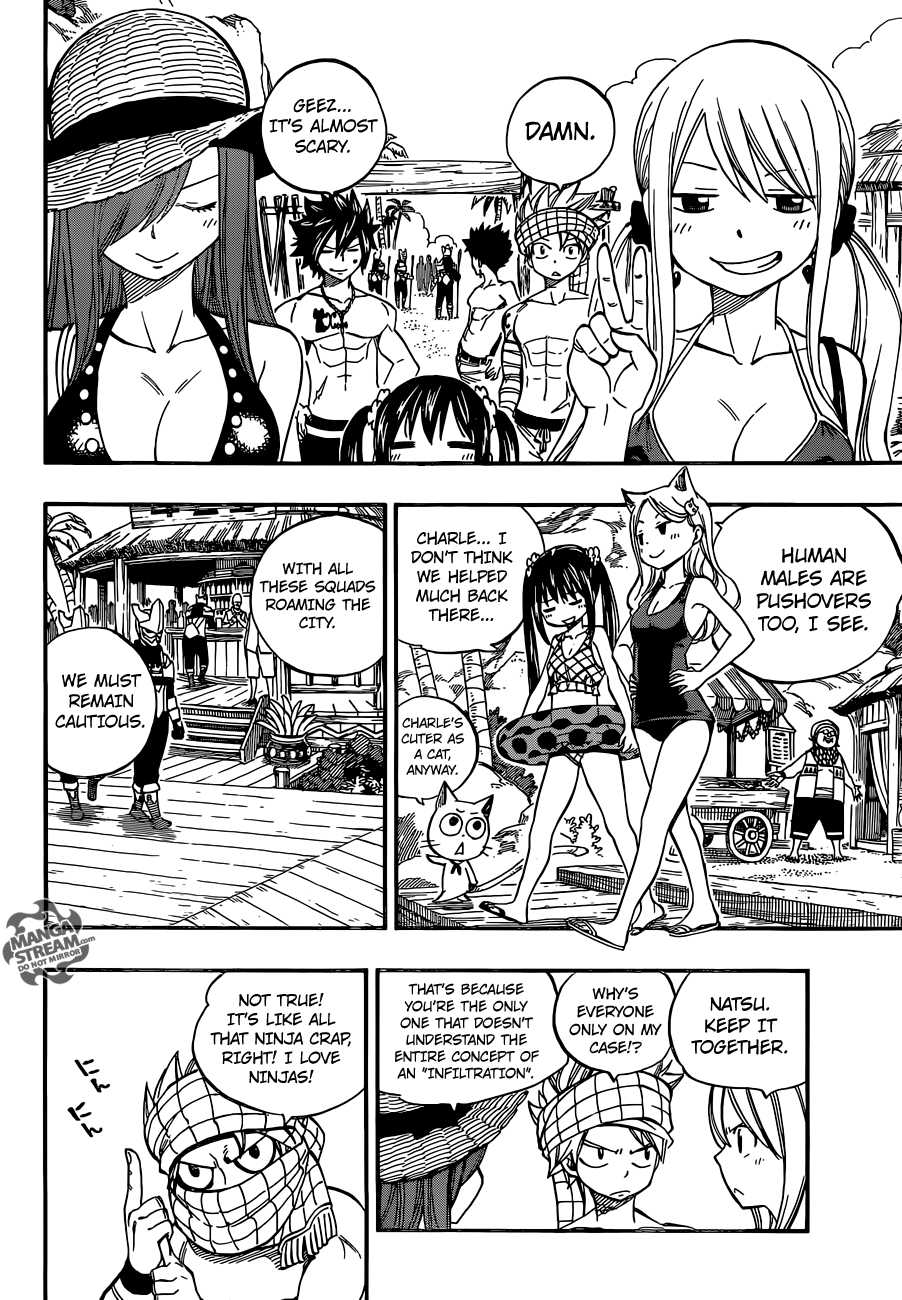 DAMN.
GEEZ...
IT'S ALMOST
SCARY.
HUMAN
MALES ARE
PUSHOVERS
TOO, I SEE.
CHARLE... I
DON'T THINK
WE HELPED
MUCH BACK
THERE...
CHARLE'S
CUTER AS
A CAT,
ANYWAY.
WITH ALL
THESE SQUADS
ROAMING THE
CITY.
WE MUST
REMAIN
CAUTIOUS.
NATSU.
KEEP IT
TOGETHER.
WHY'S
EVERYONE
ONLY ON MY
CASE!?
THAT'S BECAUSE
YOU'RE THE ONLY
ONE THAT DOESN'T
UNDERSTAND THE
ENTIRE CONCEPT OF
AN "INFILTRATION".
NOT TRUE!
IT'S LIKE ALL
THAT NINJA CRAP,
RIGHT! I LOVE
NINJAS!
にん
にん
MANGA
STREAM.com
DO NOT MIRROR